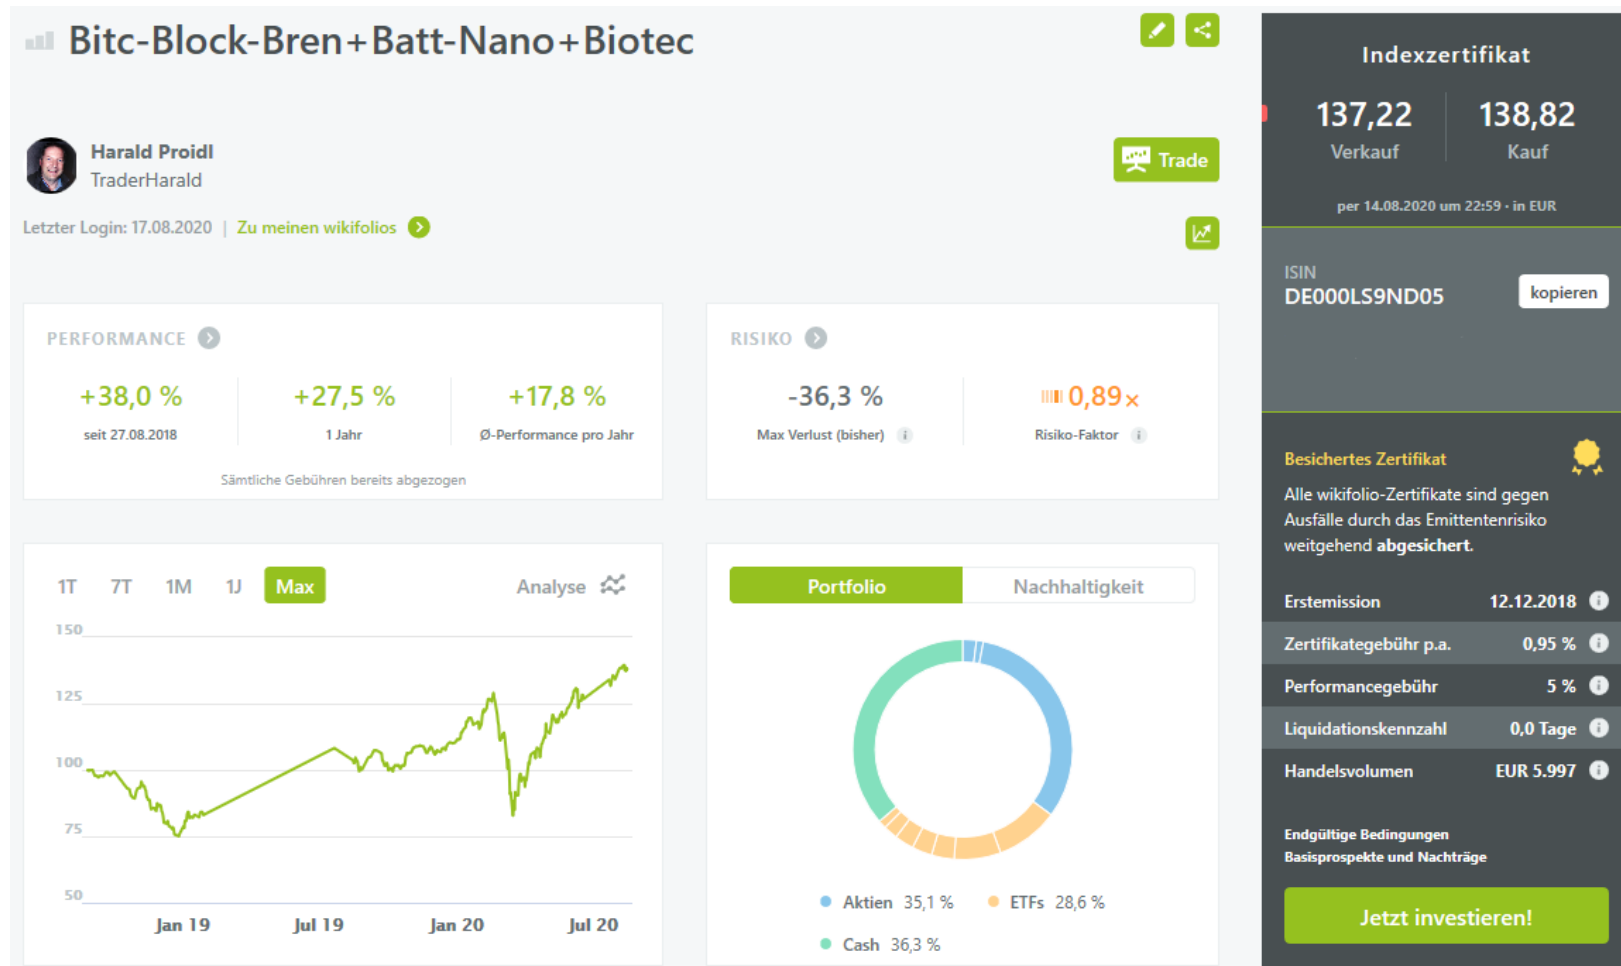 Bitc-Block-Bren+Batt-Nano+Biotec
Harald Proidl
TraderHarald
Trade
Letzter Login: 17.08.2020 | Zu meinen wikifolios
PERFORMANCE
+38,0 % +27,5 % +17,8 %
seit 27.08.2018 1 Jahr Ø-Performance pro Jahr
Sämtliche Gebühren bereits abgezogen
RISIKO
-36,3 % 0,89 x
Max Verlust (bisher) i Risiko-Faktor i
1T 7T 1M 1J Max Analyse
150
125
100
75
50
Jan 19 Jul 19 Jan 20 Jul 20
Portfolio Nachhaltigkeit
Aktien 35,1 % ETFs 28,6 %
Cash 36,3 %
Indexzertifikat
137,22 138,82
Verkauf Kauf
per 14.08.2020 um 22:59 · in EUR
ISIN
DE000LS9ND05 kopieren
Besichertes Zertifikat
Alle wikifolio-Zertifikate sind gegen
Ausfälle durch das Emittentenrisiko
weitgehend abgesichert.
Erstemission 12.12.2018 i
Zertifikategebühr p.a. 0,95 % i
Performancegebühr 5 % i
Liquidationskennzahl 0,0 Tage i
Handelsvolumen EUR 5.997 i
Endgültige Bedingungen
Basisprospekte und Nachträge
Jetzt investieren!